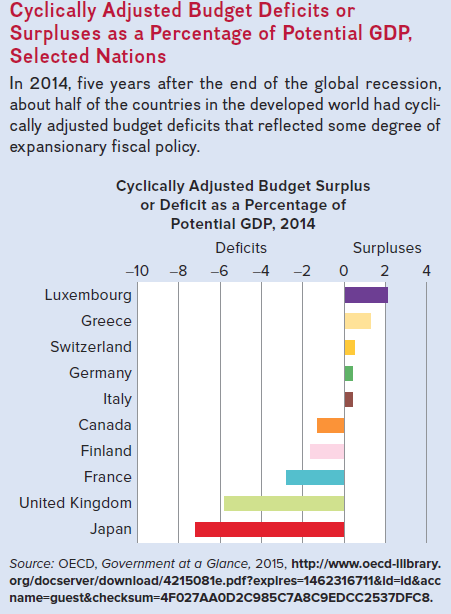 Cyclically Adjusted Budget Deficits or
Surpluses as a Percentage of Potential GDP,
Selected Nations
In 2014, five years after the end of the global recession,
about half of the countries in the developed world had cycli-
cally adjusted budget deficits that reflected some degree of
expansionary fiscal policy.
Cyclically Adjusted Budget Surplus
or Deficit as a Percentage of
Potential GDP, 2014
Deficits Surpluses
−10 −8 −6 −4 −2 0 2 4
Luxembourg
Greece
Switzerland
Germany
Italy
Canada
Finland
France
United Kingdom
Japan
Source: OECD, Government at a Glance, 2015, http://www.oecd-lllbrary.
org/docserver/download/4215081e.pdf?expires=1462316711&id=id&acc
name=guest&checksum=4F027AA0D2C985C7A8C9EDCC2537DFC8.